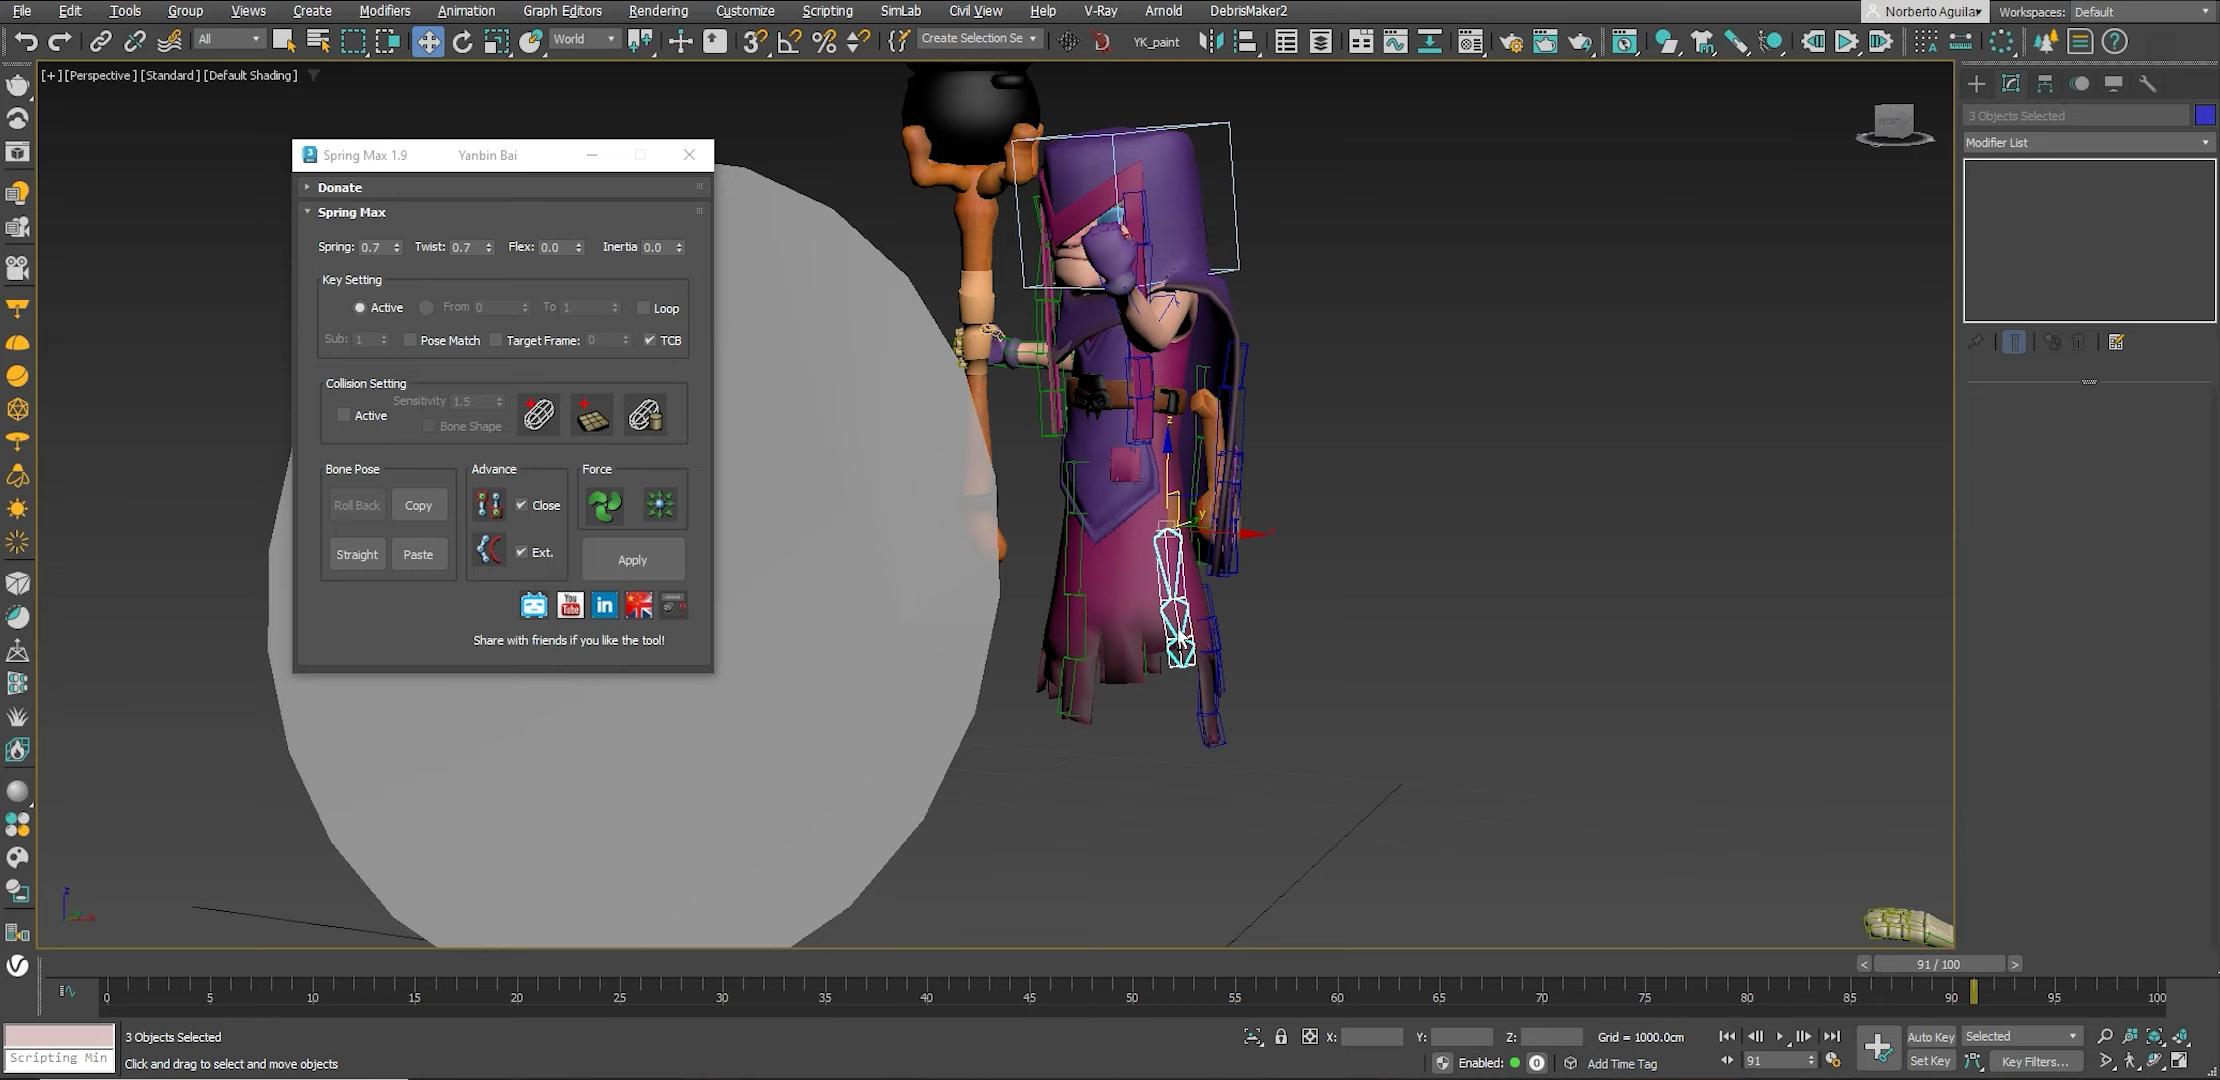 File Edit Tools Group Views Create Modifiers Animation Graph Editors Rendering Customize Scripting SimLab Civil View Help V-Ray Arnold DebrisMaker2
Norberto Aguilar Workspaces: Default
All World Create Selection Se YK_paint
[+] [Perspective] [Standard] [Default Shading]
3 Objects Selected
Modifier List
Spring Max 1.9 Yanbin Bai
Donate
Spring Max
Spring: 0.7 Twist: 0.7 Flex: 0.0 Inertia 0.0
Key Setting
Active From 0 To 1 Loop
Sub: 1 Pose Match Target Frame: 0 TCB
Collision Setting
Sensitivity 1.5
Active
Bone Shape
Bone Pose Advance Force
Roll Back Copy Close
Straight Paste Ext. Apply
You Tube in
Share with friends if you like the tool!
z
y
z
x
FRONT
< 91 / 100 >
0 5 10 15 20 25 30 35 40 45 50 55 60 65 70 75 80 85 90 95 100
3 Objects Selected X: Y: Z: Grid = 1000.0cm Auto Key Selected
Scripting Min
Click and drag to select and move objects Enabled: 0 Add Time Tag 91 Set Key Key Filters...